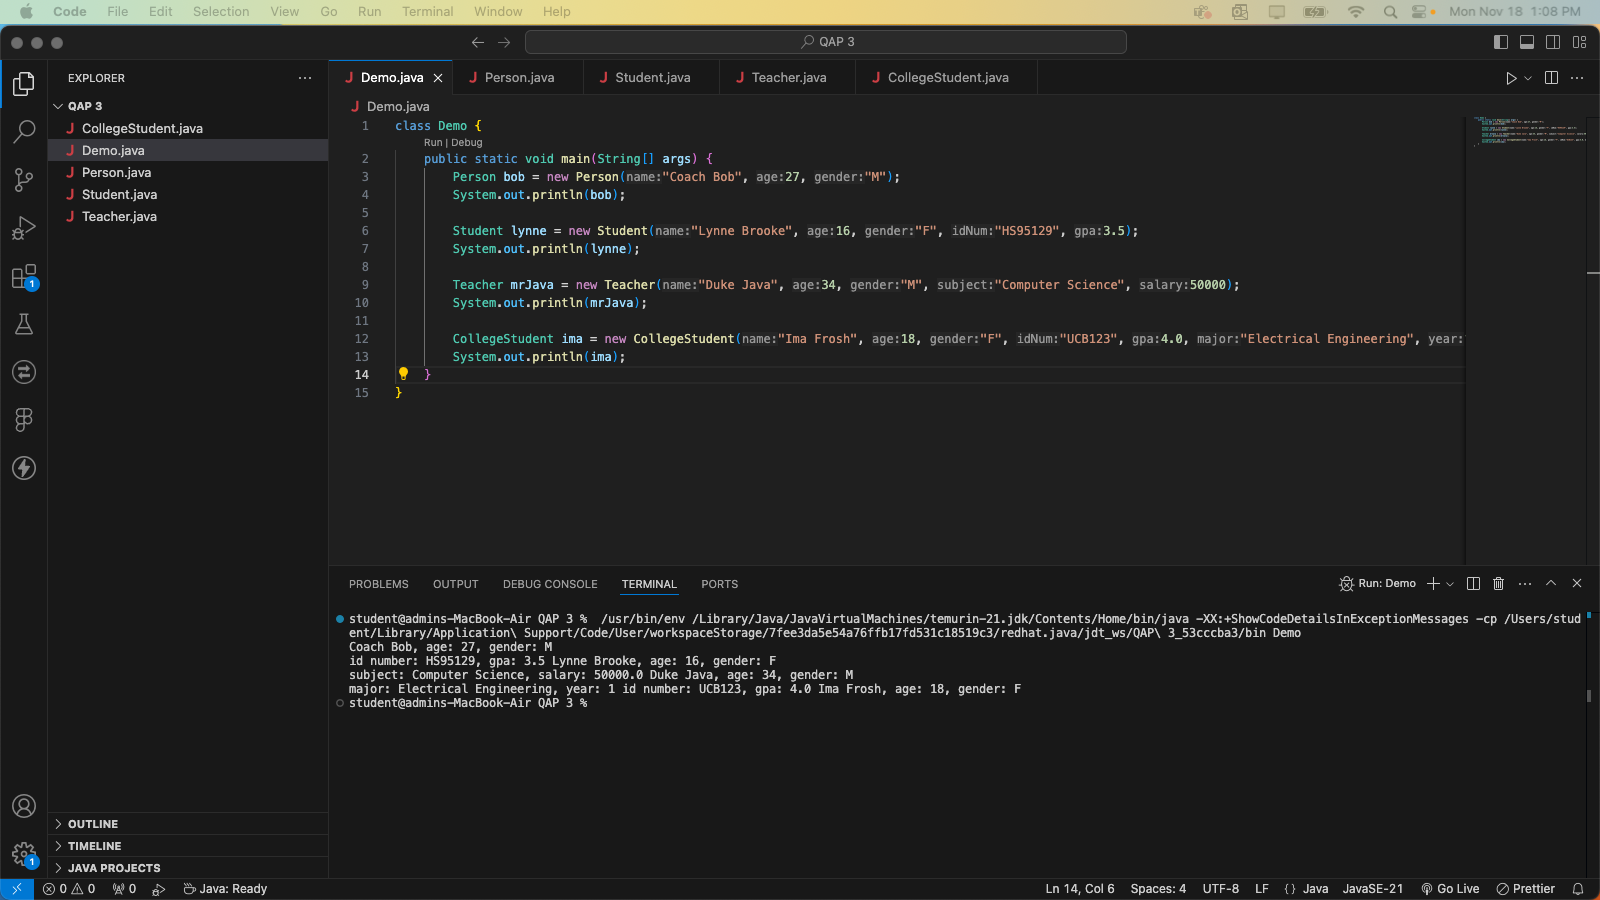 Code File Edit Selection View Go Run Terminal Window Help Mon Nov 18 1:08 PM
QAP 3
EXPLORER
QAP 3
CollegeStudent.java
Demo.java
Person.java
Student.java
Teacher.java
OUTLINE
TIMELINE
JAVA PROJECTS
1
1
Demo.java Person.java Student.java Teacher.java CollegeStudent.java
Demo.java
1 class Demo {
Run | Debug
2 public static void main(String[] args) {
3 Person bob = new Person(name:"Coach Bob", age:27, gender:"M");
4 System.out.println(bob);
5
6 Student lynne = new Student(name:"Lynne Brooke", age:16, gender:"F", idNum:"HS95129", gpa:3.5);
7 System.out.println(lynne);
8
9 Teacher mrJava = new Teacher(name:"Duke Java", age:34, gender:"M", subject:"Computer Science", salary:50000);
10 System.out.println(mrJava);
11
12 CollegeStudent ima = new CollegeStudent(name:"Ima Frosh", age:18, gender:"F", idNum:"UCB123", gpa:4.0, major:"Electrical Engineering", year:
13 System.out.println(ima);
14 }
15 }
PROBLEMS OUTPUT DEBUG CONSOLE TERMINAL PORTS Run: Demo
student@admins-MacBook-Air QAP 3 % /usr/bin/env /Library/Java/JavaVirtualMachines/temurin-21.jdk/Contents/Home/bin/java -XX:+ShowCodeDetailsInExceptionMessages -cp /Users/stud
ent/Library/Application\ Support/Code/User/workspaceStorage/7fee3da5e54a76ffb17fd531c18519c3/redhat.java/jdt_ws/QAP\ 3_53cccba3/bin Demo
Coach Bob, age: 27, gender: M
id number: HS95129, gpa: 3.5 Lynne Brooke, age: 16, gender: F
subject: Computer Science, salary: 50000.0 Duke Java, age: 34, gender: M
major: Electrical Engineering, year: 1 id number: UCB123, gpa: 4.0 Ima Frosh, age: 18, gender: F
student@admins-MacBook-Air QAP 3 %
0 0 0 Java: Ready Ln 14, Col 6 Spaces: 4 UTF-8 LF {} Java JavaSE-21 Go Live Prettier